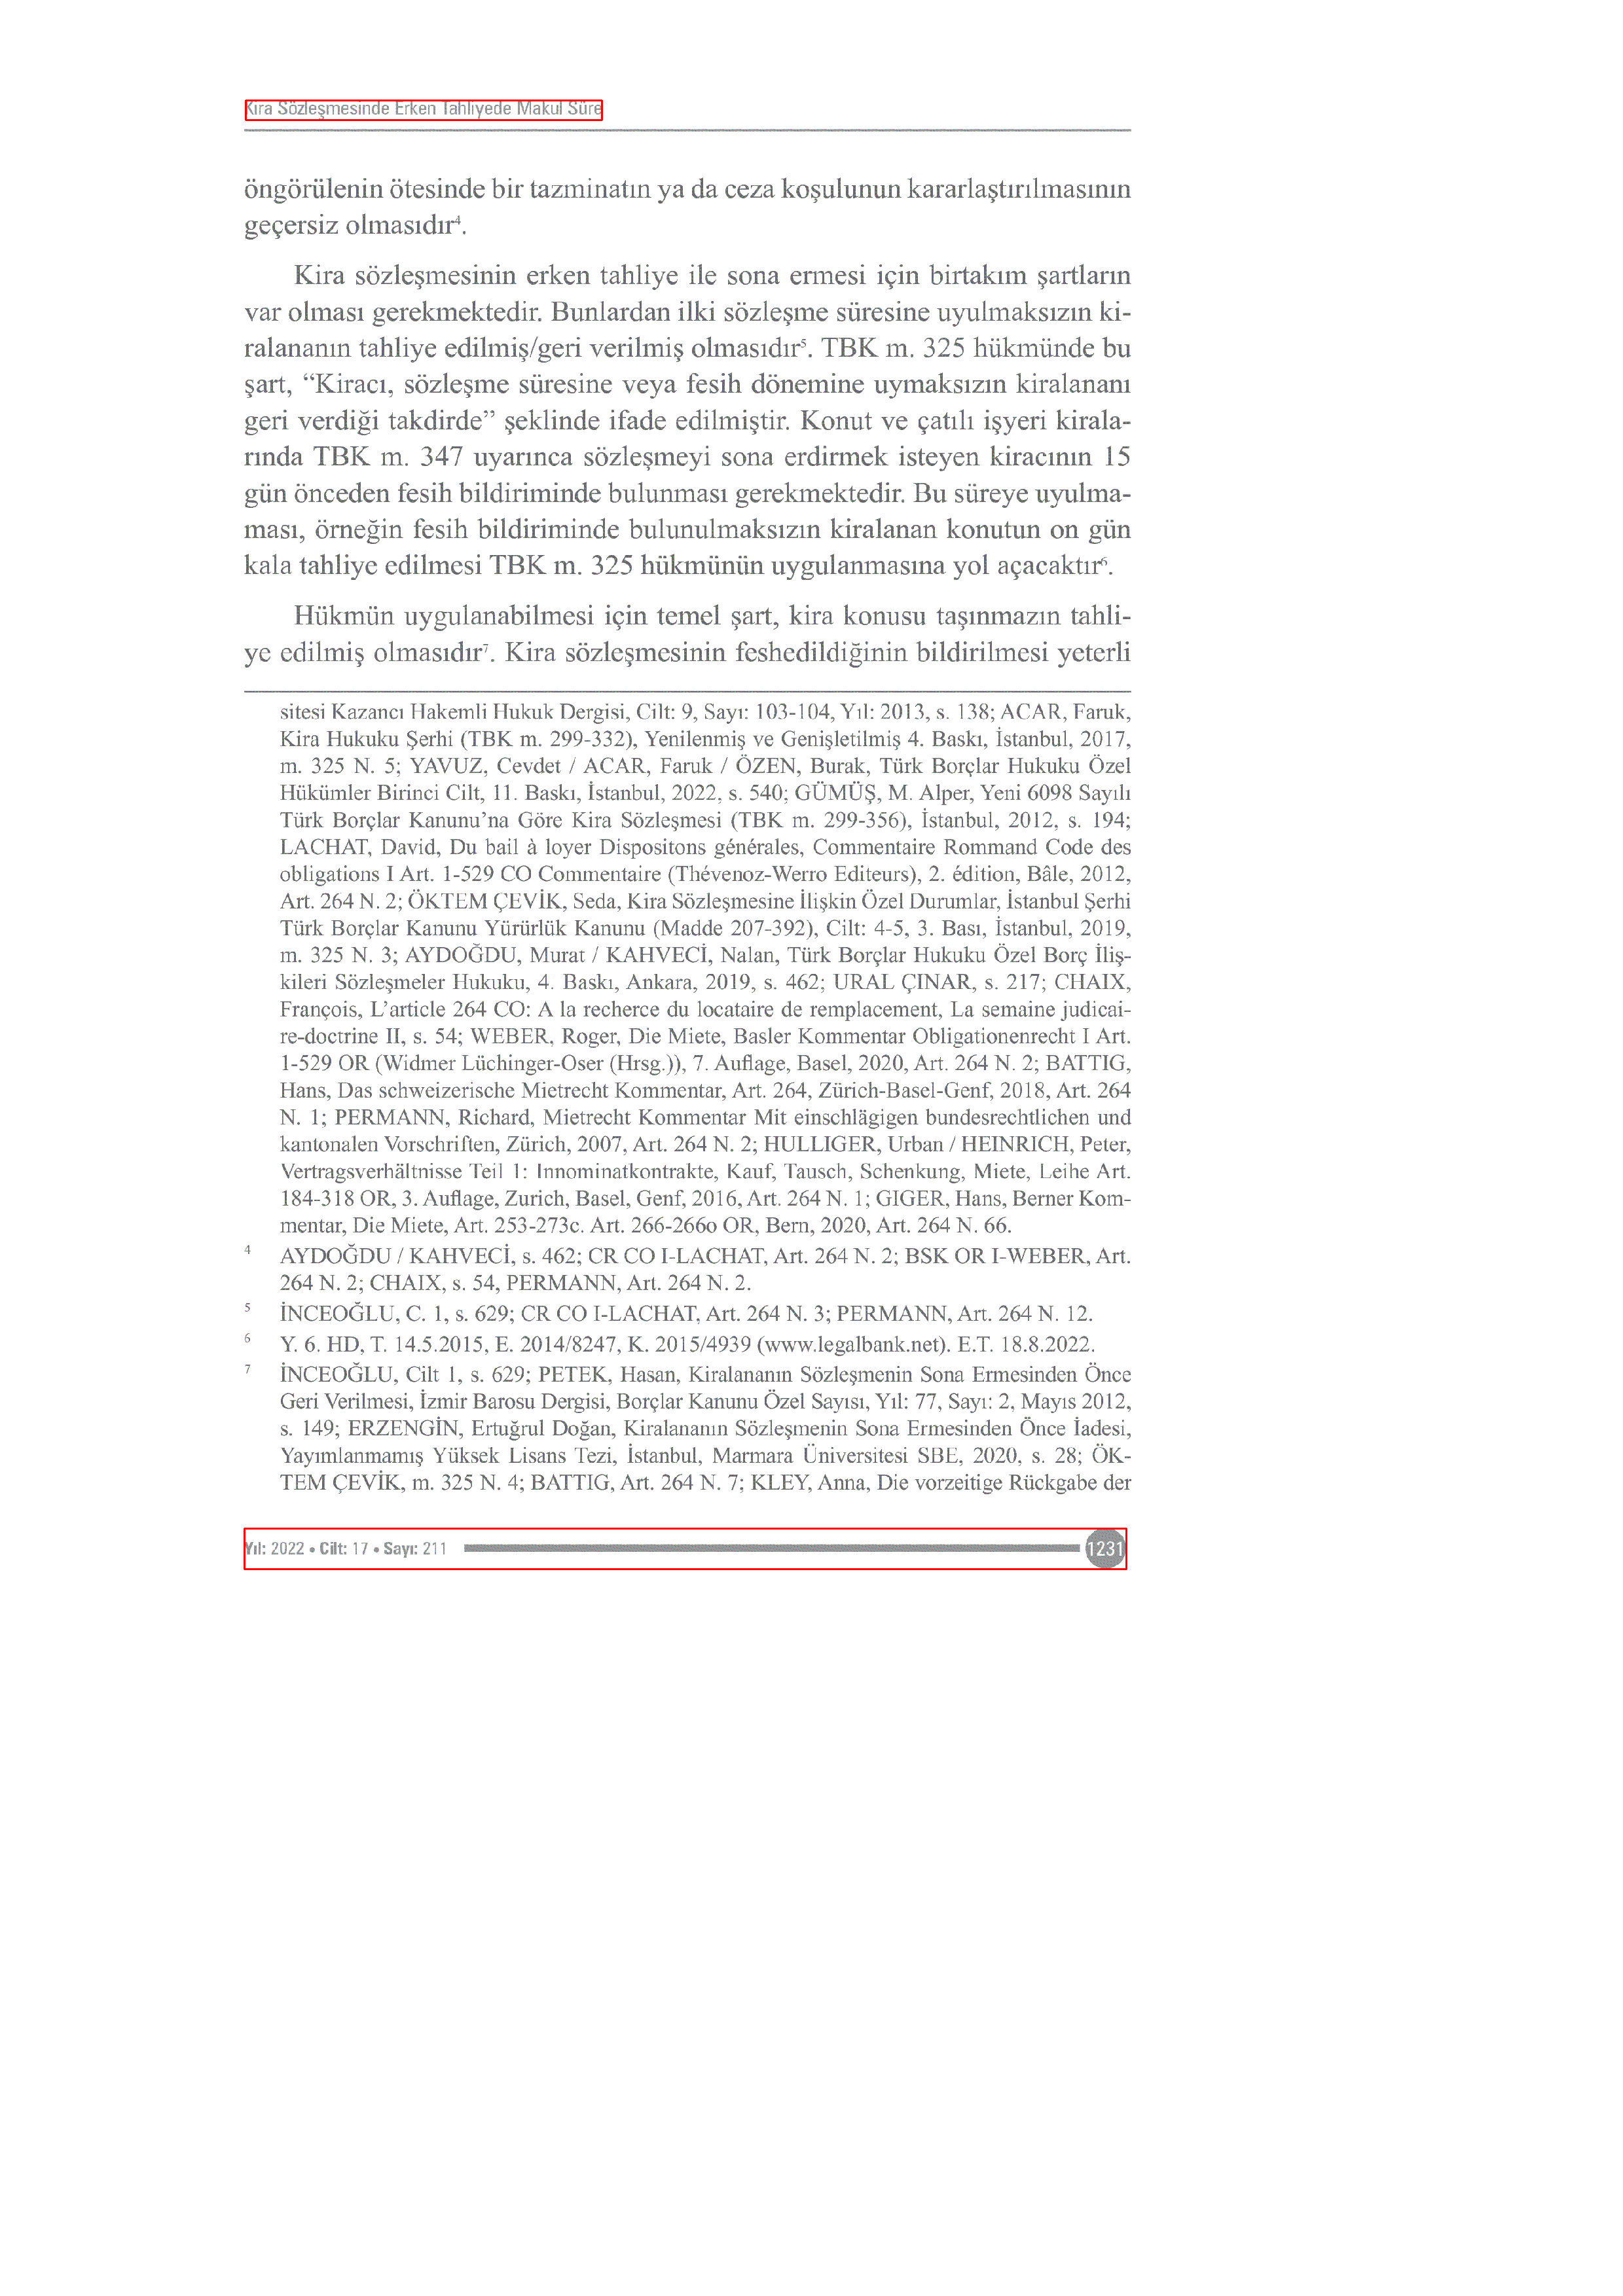 Kira Sözleşmesinde Erken Tahliyede Makul Süre
öngörülenin ötesinde bir tazminatın ya da ceza koşulunun kararlaştırılmasının
geçersiz olmasıdır⁴.
Kira sözleşmesinin erken tahliye ile sona ermesi için birtakım şartların
var olması gerekmektedir. Bunlardan ilki sözleşme süresine uyulmaksızın ki-
ralananın tahliye edilmiş/geri verilmiş olmasıdır⁵. TBK m. 325 hükmünde bu
şart, “Kiracı, sözleşme süresine veya fesih dönemine uymaksızın kiralananı
geri verdiği takdirde” şeklinde ifade edilmiştir. Konut ve çatılı işyeri kirala-
rında TBK m. 347 uyarınca sözleşmeyi sona erdirmek isteyen kiracının 15
gün önceden fesih bildiriminde bulunması gerekmektedir. Bu süreye uyulma-
ması, örneğin fesih bildiriminde bulunulmaksızın kiralanan konutun on gün
kala tahliye edilmesi TBK m. 325 hükmünün uygulanmasına yol açacaktır⁶.
Hükmün uygulanabilmesi için temel şart, kira konusu taşınmazın tahli-
ye edilmiş olmasıdır⁷. Kira sözleşmesinin feshedildiğinin bildirilmesi yeterli
sitesi Kazancı Hakemli Hukuk Dergisi, Cilt: 9, Sayı: 103-104, Yıl: 2013, s. 138; ACAR, Faruk,
Kira Hukuku Şerhi (TBK m. 299-332), Yenilenmiş ve Genişletilmiş 4. Baskı, İstanbul, 2017,
m. 325 N. 5; YAVUZ, Cevdet / ACAR, Faruk / ÖZEN, Burak, Türk Borçlar Hukuku Özel
Hükümler Birinci Cilt, 11. Baskı, İstanbul, 2022, s. 540; GÜMÜŞ, M. Alper, Yeni 6098 Sayılı
Türk Borçlar Kanunu’na Göre Kira Sözleşmesi (TBK m. 299-356), İstanbul, 2012, s. 194;
LACHAT, David, Du bail à loyer Dispositons générales, Commentaire Rommand Code des
obligations I Art. 1-529 CO Commentaire (Thévenoz-Werro Editeurs), 2. édition, Bâle, 2012,
Art. 264 N. 2; ÖKTEM ÇEVİK, Seda, Kira Sözleşmesine İlişkin Özel Durumlar, İstanbul Şerhi
Türk Borçlar Kanunu Yürürlük Kanunu (Madde 207-392), Cilt: 4-5, 3. Bası, İstanbul, 2019,
m. 325 N. 3; AYDOĞDU, Murat / KAHVECİ, Nalan, Türk Borçlar Hukuku Özel Borç İliş-
kileri Sözleşmeler Hukuku, 4. Baskı, Ankara, 2019, s. 462; URAL ÇINAR, s. 217; CHAIX,
François, L’article 264 CO: A la recherce du locataire de remplacement, La semaine judicai-
re-doctrine II, s. 54; WEBER, Roger, Die Miete, Basler Kommentar Obligationenrecht I Art.
1-529 OR (Widmer Lüchinger-Oser (Hrsg.)), 7. Auflage, Basel, 2020, Art. 264 N. 2; BATTIG,
Hans, Das schweizerische Mietrecht Kommentar, Art. 264, Zürich-Basel-Genf, 2018, Art. 264
N. 1; PERMANN, Richard, Mietrecht Kommentar Mit einschlägigen bundesrechtlichen und
kantonalen Vorschriften, Zürich, 2007, Art. 264 N. 2; HULLIGER, Urban / HEINRICH, Peter,
Vertragsverhältnisse Teil 1: Innominatkontrakte, Kauf, Tausch, Schenkung, Miete, Leihe Art.
184-318 OR, 3. Auflage, Zurich, Basel, Genf, 2016, Art. 264 N. 1; GIGER, Hans, Berner Kom-
mentar, Die Miete, Art. 253-273c. Art. 266-266o OR, Bern, 2020, Art. 264 N. 66.
⁴ AYDOĞDU / KAHVECİ, s. 462; CR CO I-LACHAT, Art. 264 N. 2; BSK OR I-WEBER, Art.
264 N. 2; CHAIX, s. 54, PERMANN, Art. 264 N. 2.
⁵ İNCEOĞLU, C. 1, s. 629; CR CO I-LACHAT, Art. 264 N. 3; PERMANN, Art. 264 N. 12.
⁶ Y. 6. HD, T. 14.5.2015, E. 2014/8247, K. 2015/4939 (www.legalbank.net). E.T. 18.8.2022.
⁷ İNCEOĞLU, Cilt 1, s. 629; PETEK, Hasan, Kiralananın Sözleşmenin Sona Ermesinden Önce
Geri Verilmesi, İzmir Barosu Dergisi, Borçlar Kanunu Özel Sayısı, Yıl: 77, Sayı: 2, Mayıs 2012,
s. 149; ERZENGİN, Ertuğrul Doğan, Kiralananın Sözleşmenin Sona Ermesinden Önce İadesi,
Yayımlanmamış Yüksek Lisans Tezi, İstanbul, Marmara Üniversitesi SBE, 2020, s. 28; ÖK-
TEM ÇEVİK, m. 325 N. 4; BATTIG, Art. 264 N. 7; KLEY, Anna, Die vorzeitige Rückgabe der
Yıl: 2022 • Cilt: 17 • Sayı: 211 1231